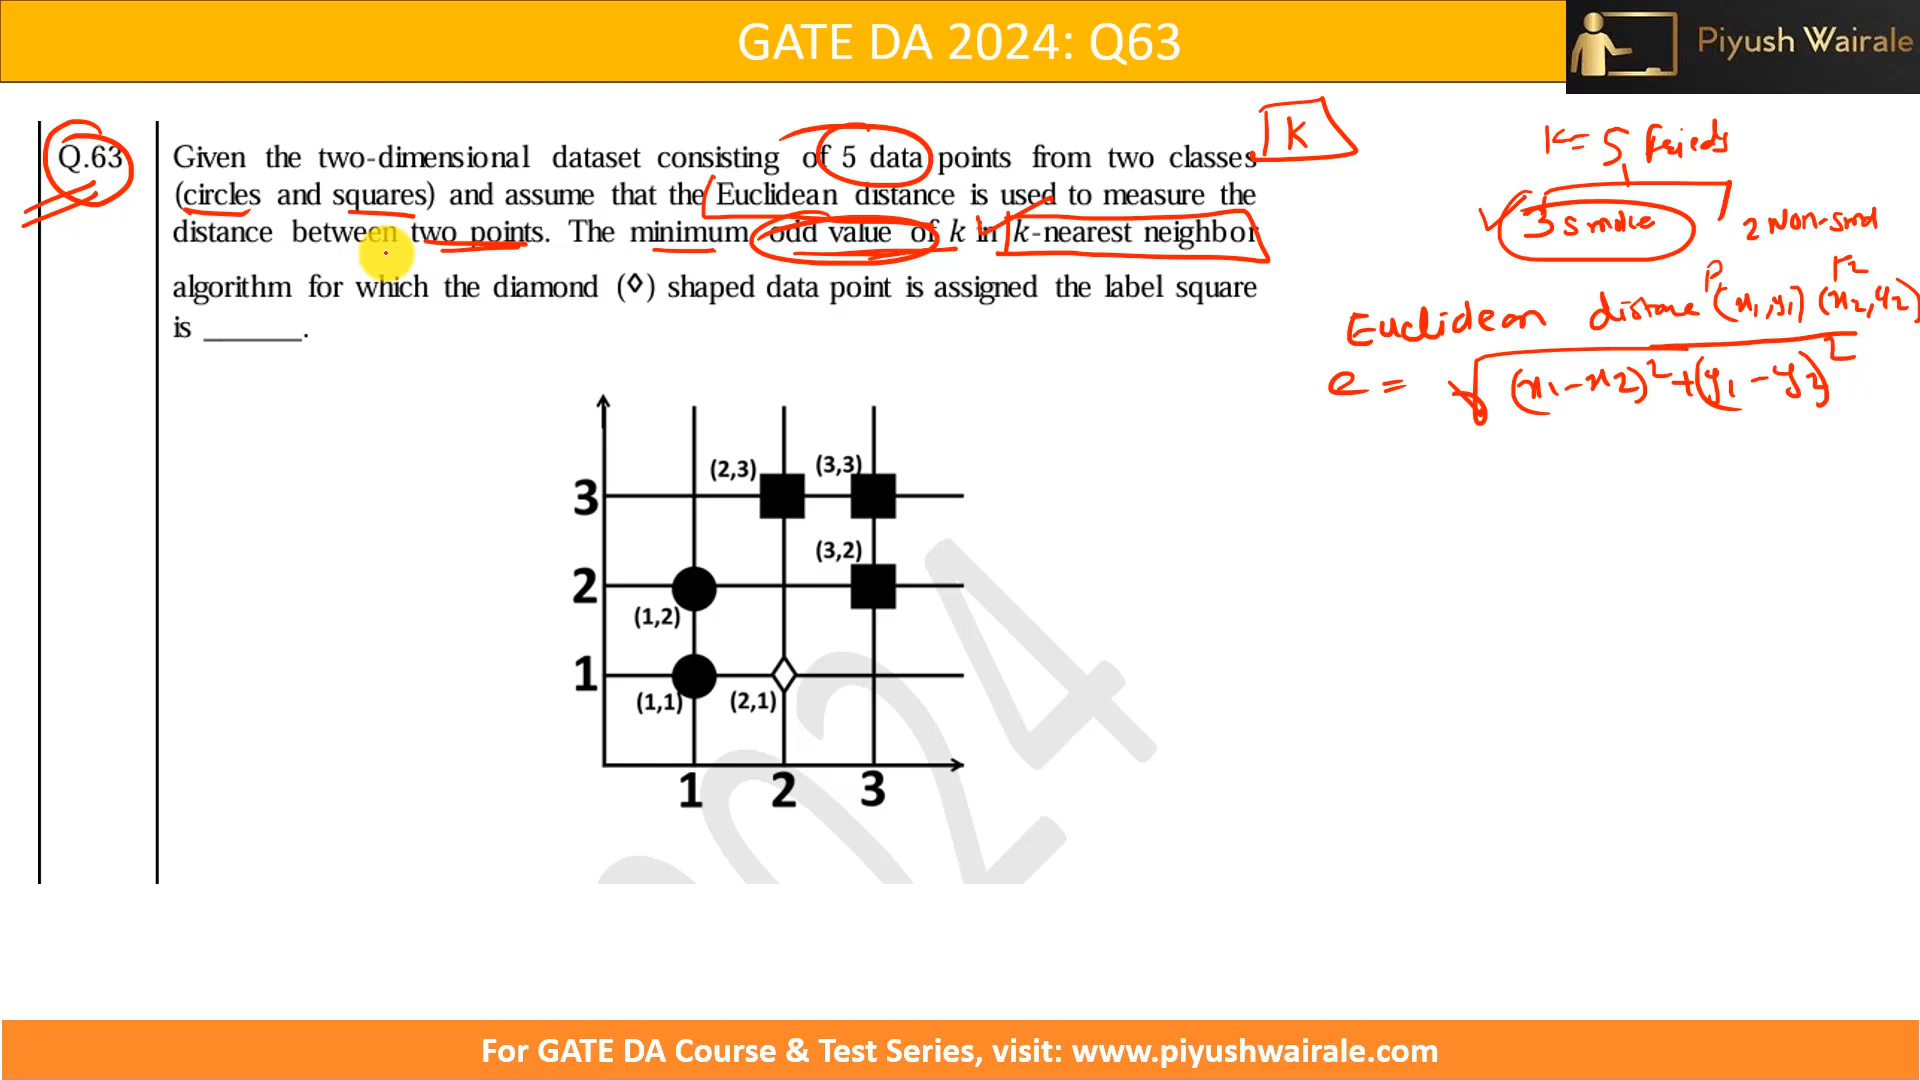 GATE DA 2024: Q63
Piyush Wairale
Q.63
Given the two-dimensional dataset consisting of 5 data points from two classes
(circles and squares) and assume that the Euclidean distance is used to measure the
distance between two points. The minimum odd value of k in k-nearest neighbor
algorithm for which the diamond (◊) shaped data point is assigned the label square
is ______.
K
K= 5 friends
3 smoke
2 Non-smo
Euclidean distance P1(x1,y1) P2(x2,y2)
e = √(x1-x2)²+(y1-y2)²
(2,3) (3,3)
3
(3,2)
2
(1,2)
1
(1,1) (2,1)
1 2 3
2024
For GATE DA Course & Test Series, visit: www.piyushwairale.com